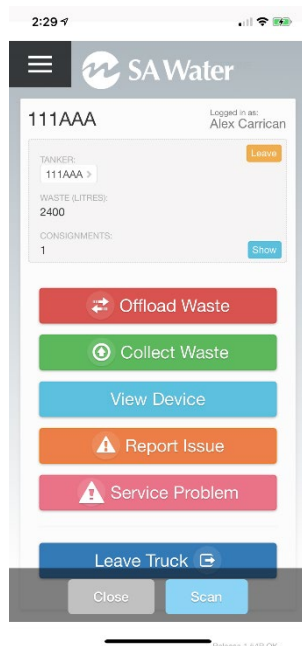 2:29
SA Water
111AAA
Logged in as:
Alex Carrican
TANKER:
Leave
111AAA >
WASTE (LITRES):
2400
CONSIGNMENTS:
1
Show
Offload Waste
Collect Waste
View Device
Report Issue
Service Problem
Leave Truck
Close
Scan